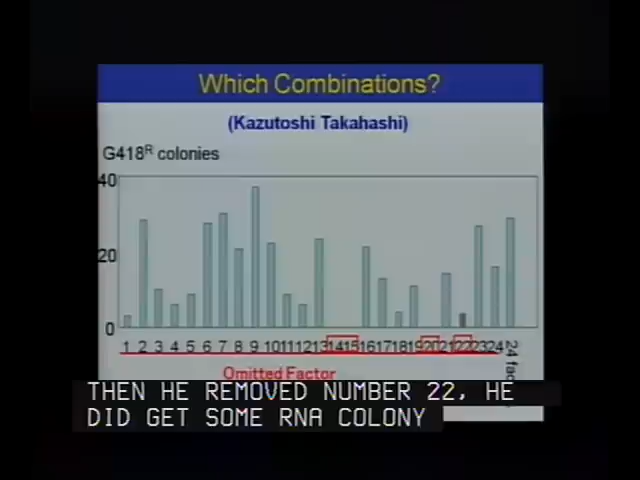 Which Combinations?
(Kazutoshi Takahashi)
G418R colonies
40
20
0
1 2 3 4 5 6 7 8 9 10 11 12 13 14 15 16 17 18 19 20 21 22 23 24
Omitted Factor
THEN HE REMOVED NUMBER 22, HE
DID GET SOME RNA COLONY